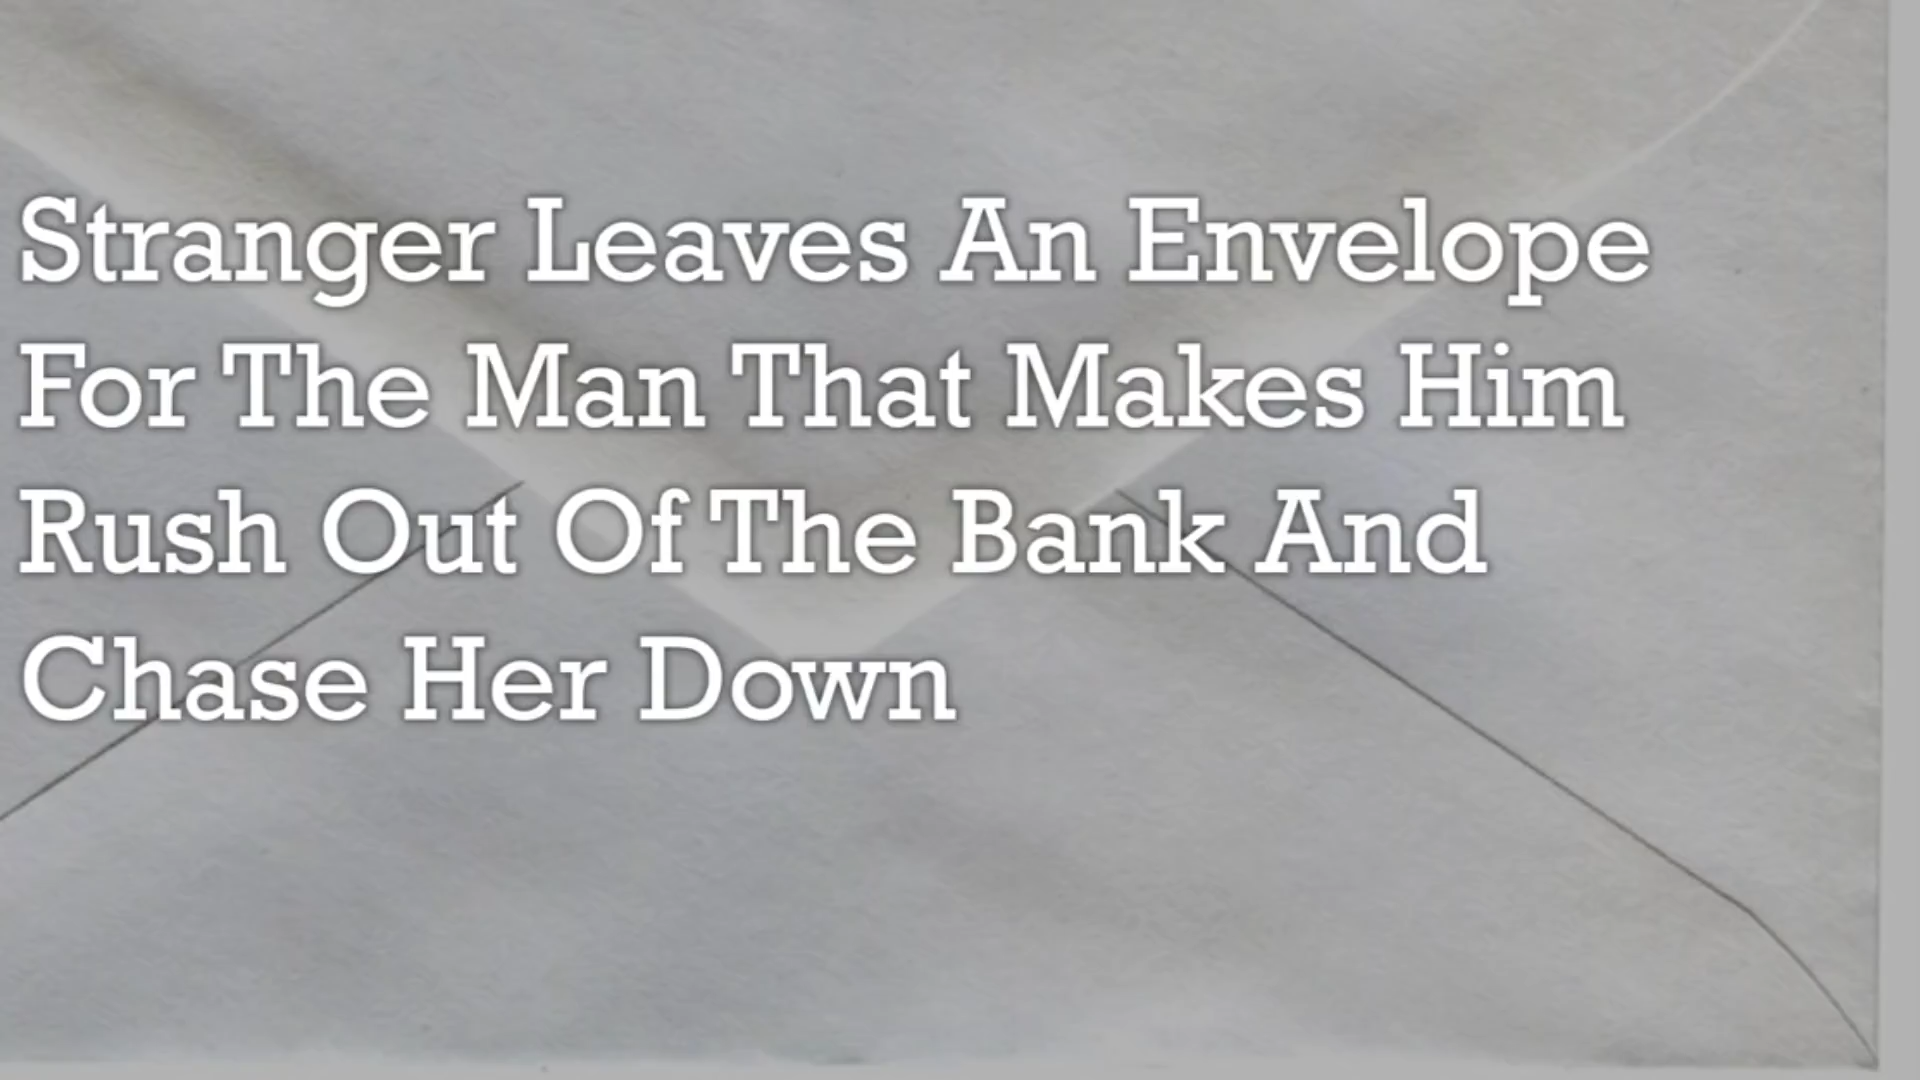 Stranger Leaves An Envelope
For The Man That Makes Him
Rush Out Of The Bank And
Chase Her Down